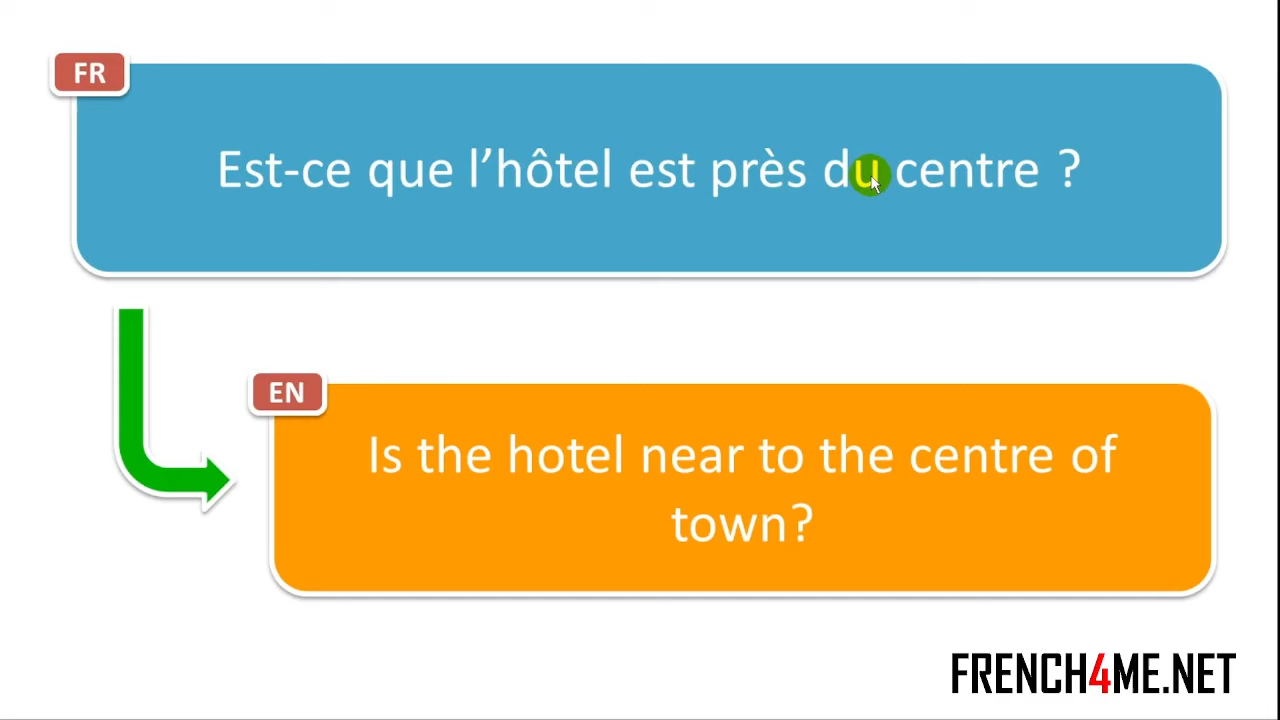 FR
Est-ce que l’hôtel est près du centre ?
EN
Is the hotel near to the centre of
town?
FRENCH4ME.NET